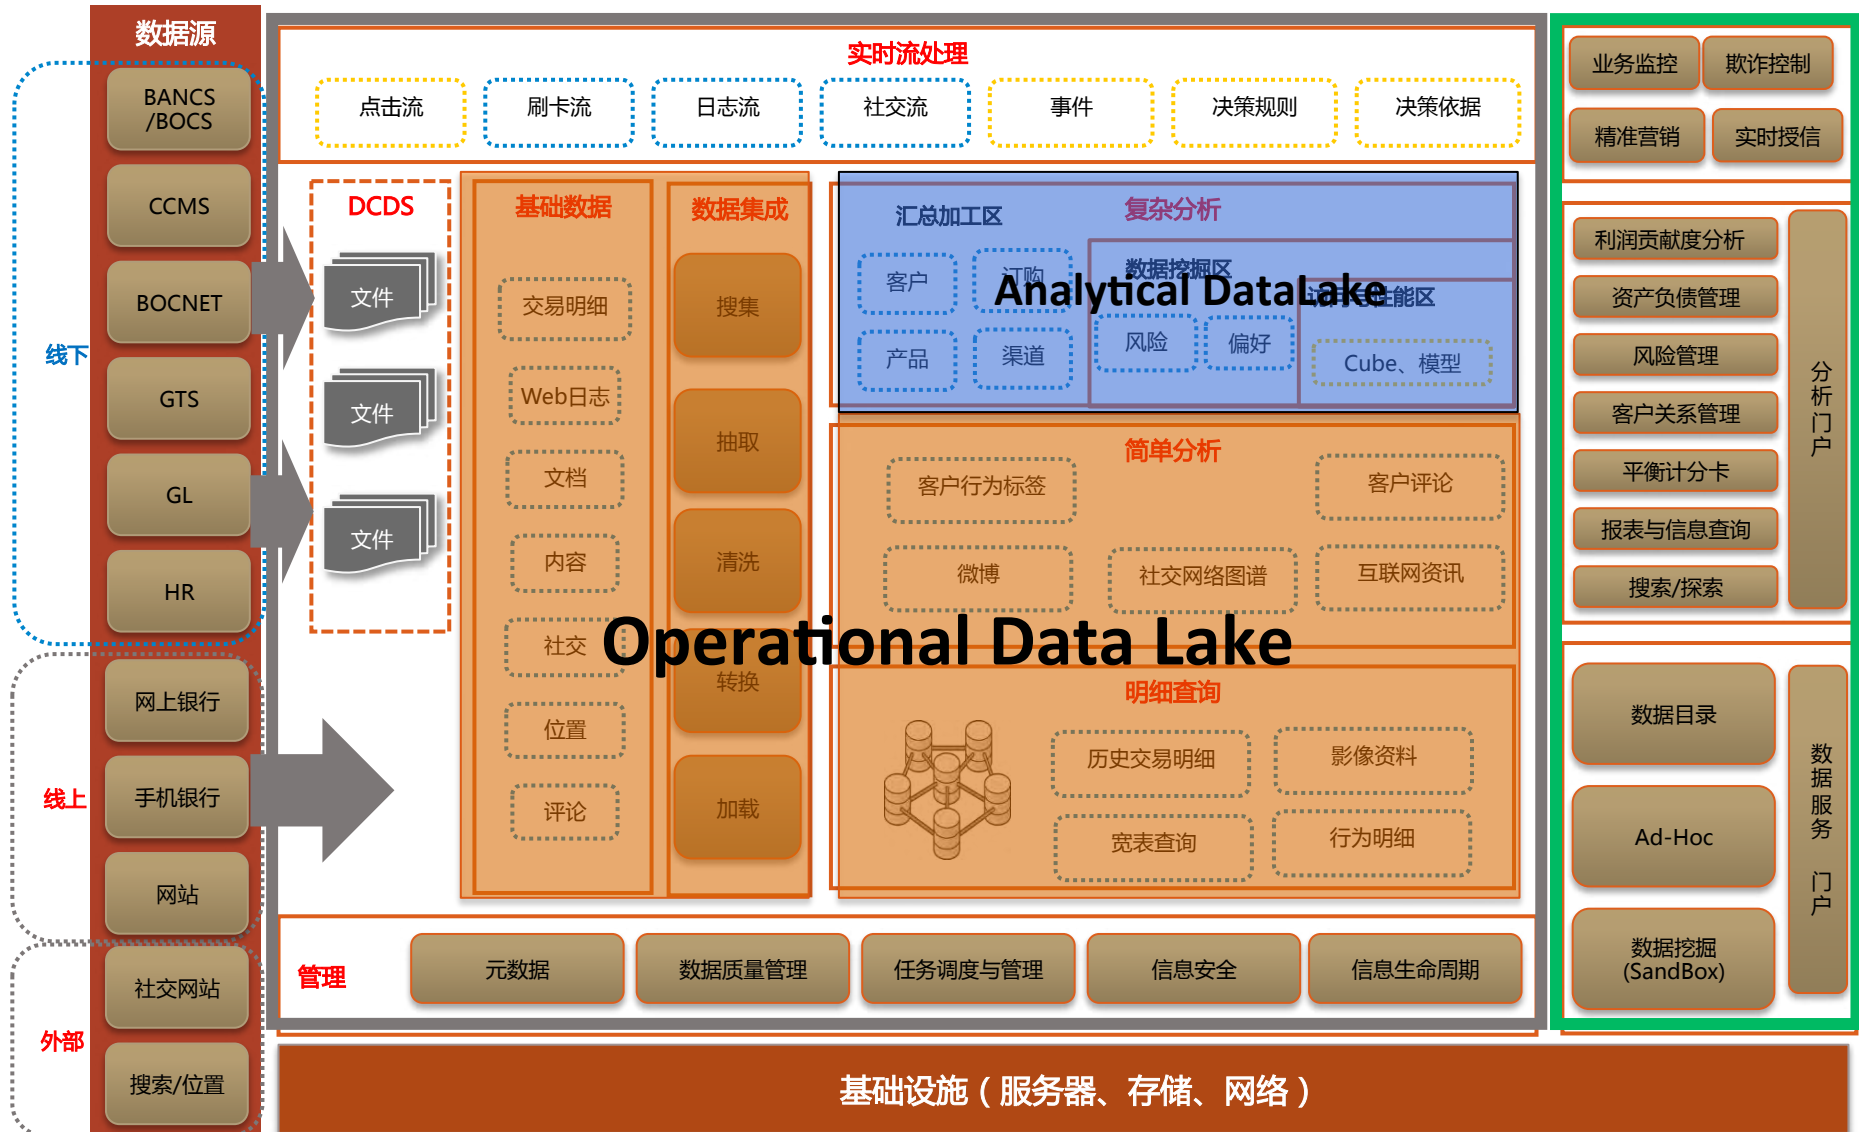 数据源
线下
BANCS
/BOCS
CCMS
BOCNET
GTS
GL
HR
线上
网上银行
手机银行
网站
外部
社交网站
搜索/位置
实时流处理
点击流
刷卡流
日志流
社交流
事件
决策规则
决策依据
DCDS
文件
文件
文件
基础数据
交易明细
Web日志
文档
内容
社交
位置
评论
数据集成
搜集
抽取
清洗
转换
加载
汇总加工区
客户
订购
产品
渠道
复杂分析
数据挖掘区
风险
偏好
性能区
Cube、模型
Analytical DataLake
简单分析
客户行为标签
客户评论
微博
社交网络图谱
互联网资讯
Operational Data Lake
明细查询
历史交易明细
影像资料
宽表查询
行为明细
管理
元数据
数据质量管理
任务调度与管理
信息安全
信息生命周期
业务监控
欺诈控制
精准营销
实时授信
利润贡献度分析
资产负债管理
风险管理
客户关系管理
平衡计分卡
报表与信息查询
搜索/探索
分析门户
数据目录
Ad-Hoc
数据挖掘
(SandBox)
数据服务 门户
基础设施（服务器、存储、网络）